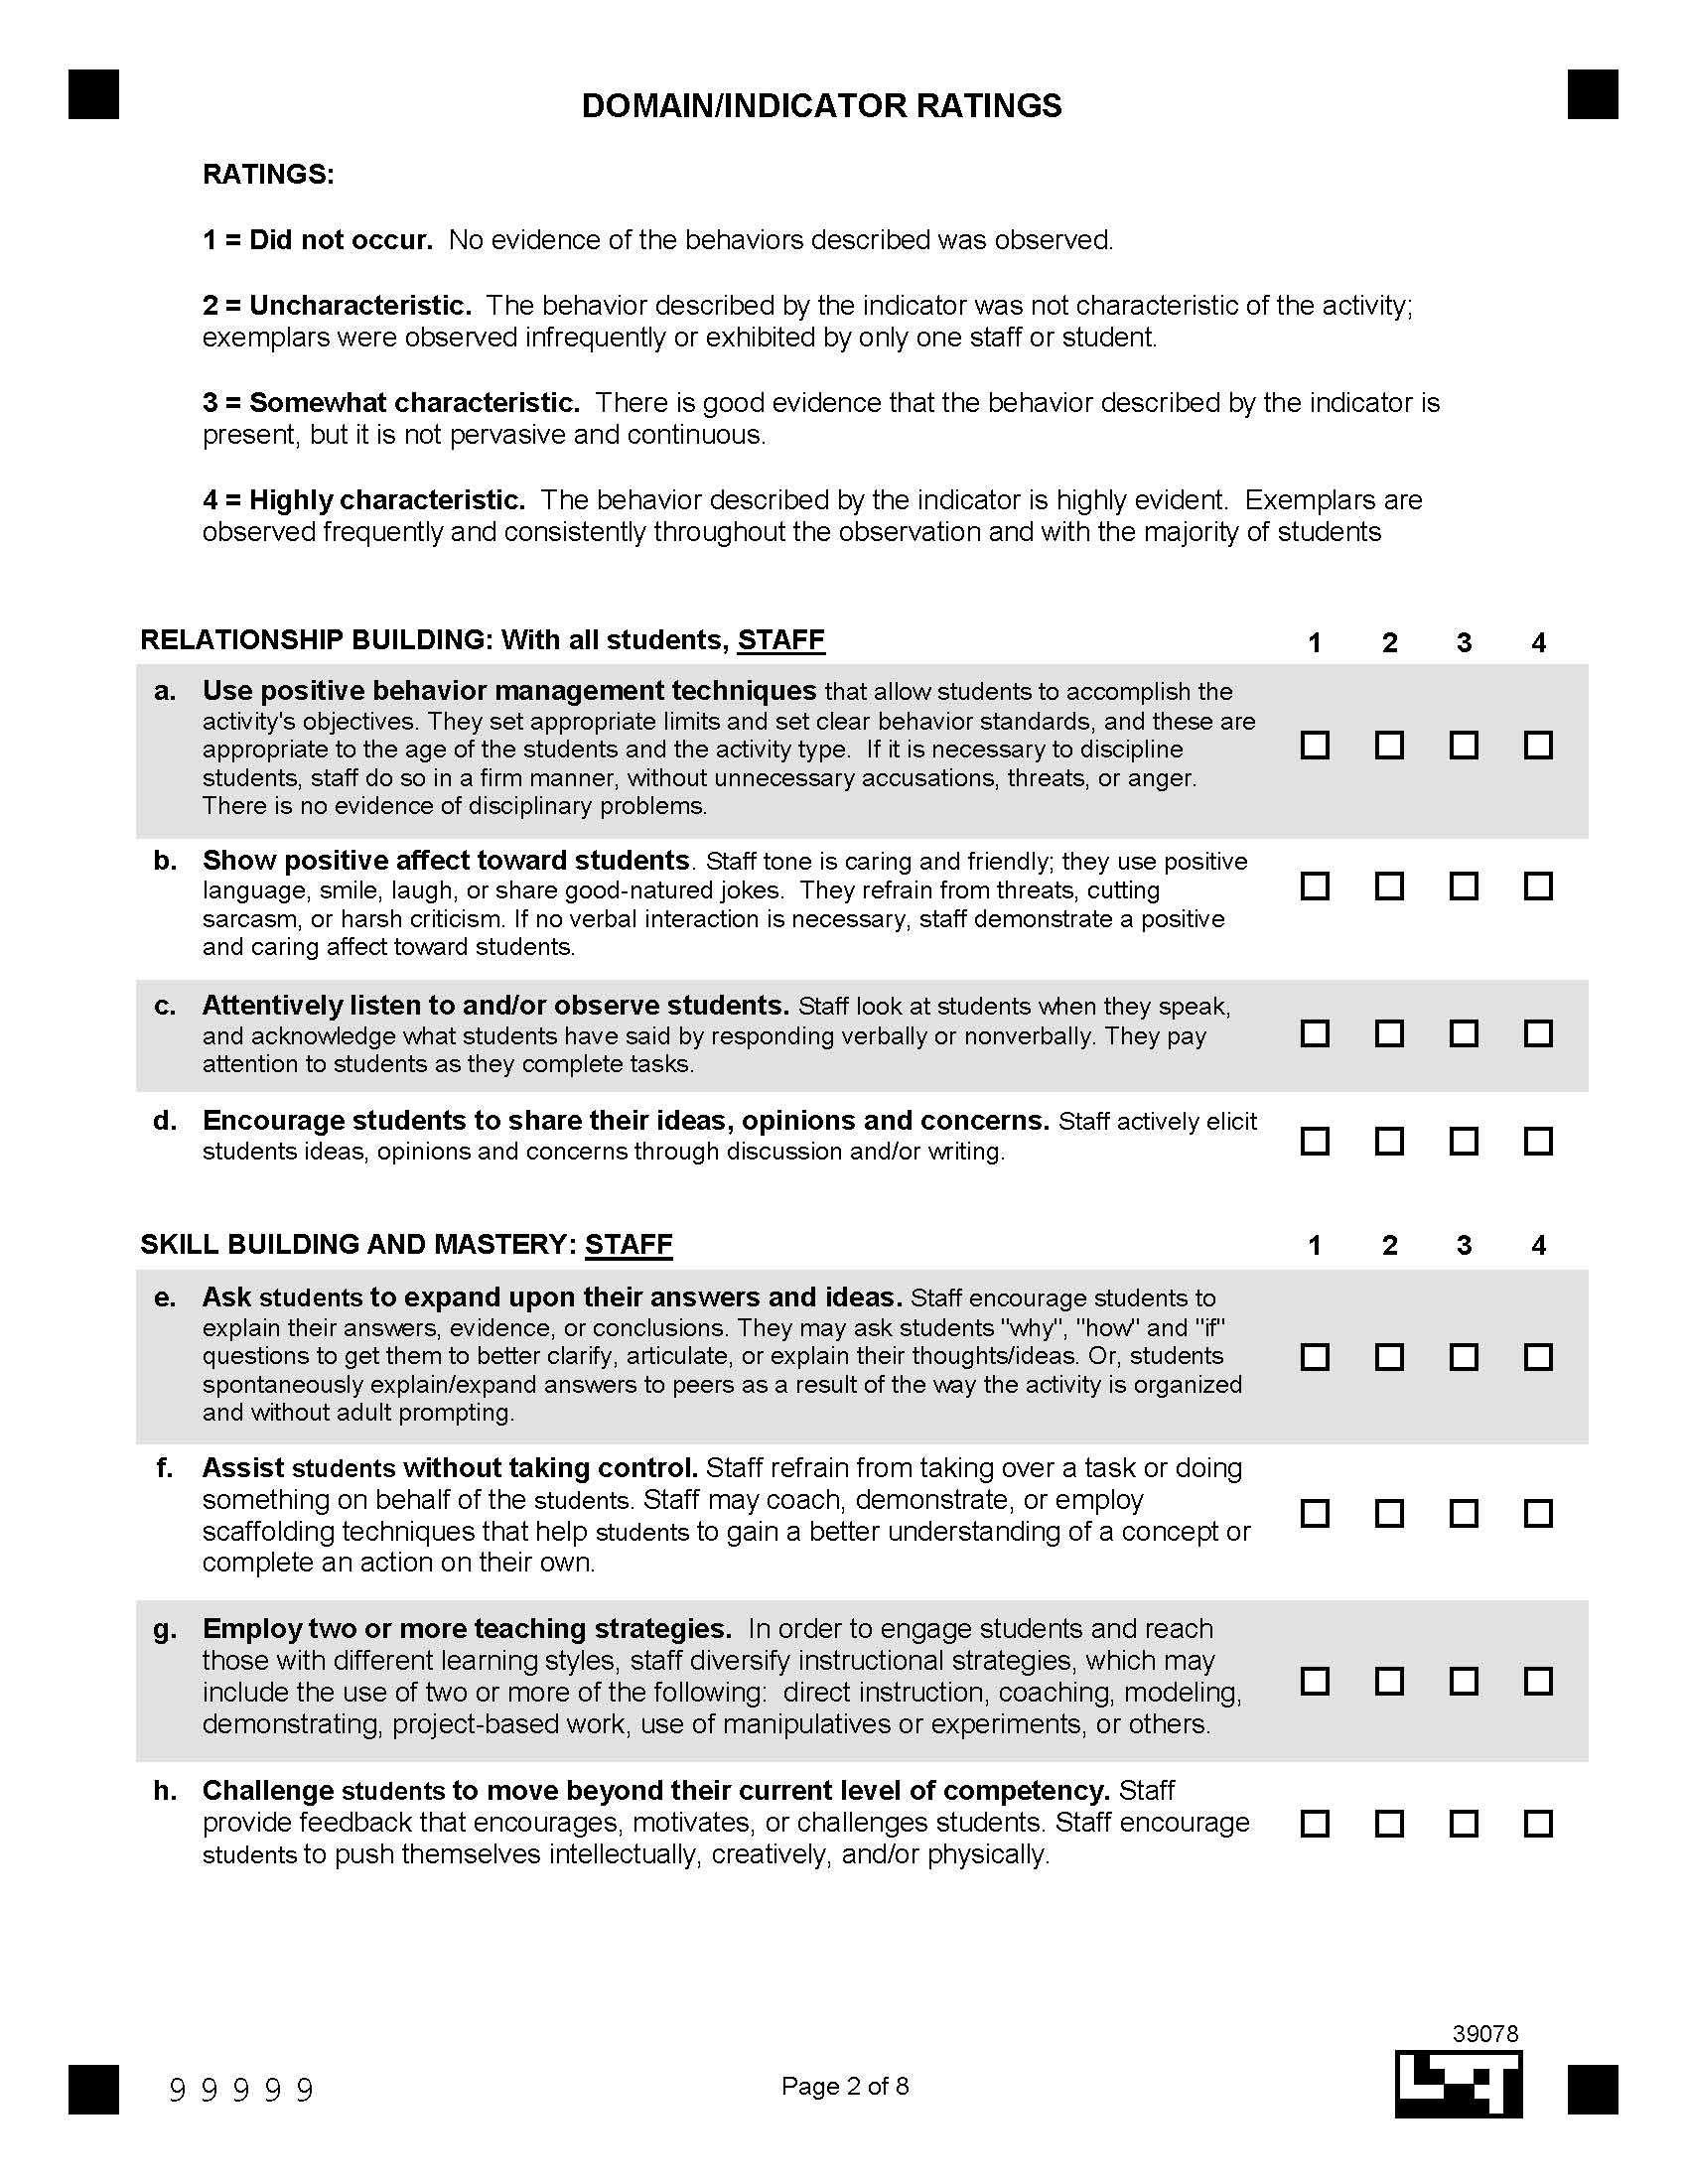 DOMAIN/INDICATOR RATINGS
RATINGS:
1 = Did not occur.  No evidence of the behaviors described was observed.
2 = Uncharacteristic.  The behavior described by the indicator was not characteristic of the activity;
exemplars were observed infrequently or exhibited by only one staff or student.
3 = Somewhat characteristic.  There is good evidence that the behavior described by the indicator is
present, but it is not pervasive and continuous.
4 = Highly characteristic.  The behavior described by the indicator is highly evident.  Exemplars are
observed frequently and consistently throughout the observation and with the majority of students
RELATIONSHIP BUILDING: With all students, STAFF 1 2 3 4
a. Use positive behavior management techniques that allow students to accomplish the
activity's objectives. They set appropriate limits and set clear behavior standards, and these are
appropriate to the age of the students and the activity type.  If it is necessary to discipline
students, staff do so in a firm manner, without unnecessary accusations, threats, or anger.
There is no evidence of disciplinary problems.
b. Show positive affect toward students. Staff tone is caring and friendly; they use positive
language, smile, laugh, or share good-natured jokes.  They refrain from threats, cutting
sarcasm, or harsh criticism. If no verbal interaction is necessary, staff demonstrate a positive
and caring affect toward students.
c. Attentively listen to and/or observe students. Staff look at students when they speak,
and acknowledge what students have said by responding verbally or nonverbally. They pay
attention to students as they complete tasks.
d. Encourage students to share their ideas, opinions and concerns. Staff actively elicit
students ideas, opinions and concerns through discussion and/or writing.
SKILL BUILDING AND MASTERY: STAFF 1 2 3 4
e. Ask students to expand upon their answers and ideas. Staff encourage students to
explain their answers, evidence, or conclusions. They may ask students "why", "how" and "if"
questions to get them to better clarify, articulate, or explain their thoughts/ideas. Or, students
spontaneously explain/expand answers to peers as a result of the way the activity is organized
and without adult prompting.
f. Assist students without taking control. Staff refrain from taking over a task or doing
something on behalf of the students. Staff may coach, demonstrate, or employ
scaffolding techniques that help students to gain a better understanding of a concept or
complete an action on their own.
g. Employ two or more teaching strategies.  In order to engage students and reach
those with different learning styles, staff diversify instructional strategies, which may
include the use of two or more of the following:  direct instruction, coaching, modeling,
demonstrating, project-based work, use of manipulatives or experiments, or others.
h. Challenge students to move beyond their current level of competency. Staff
provide feedback that encourages, motivates, or challenges students. Staff encourage
students to push themselves intellectually, creatively, and/or physically.
39078
9 9 9 9 9 Page 2 of 8